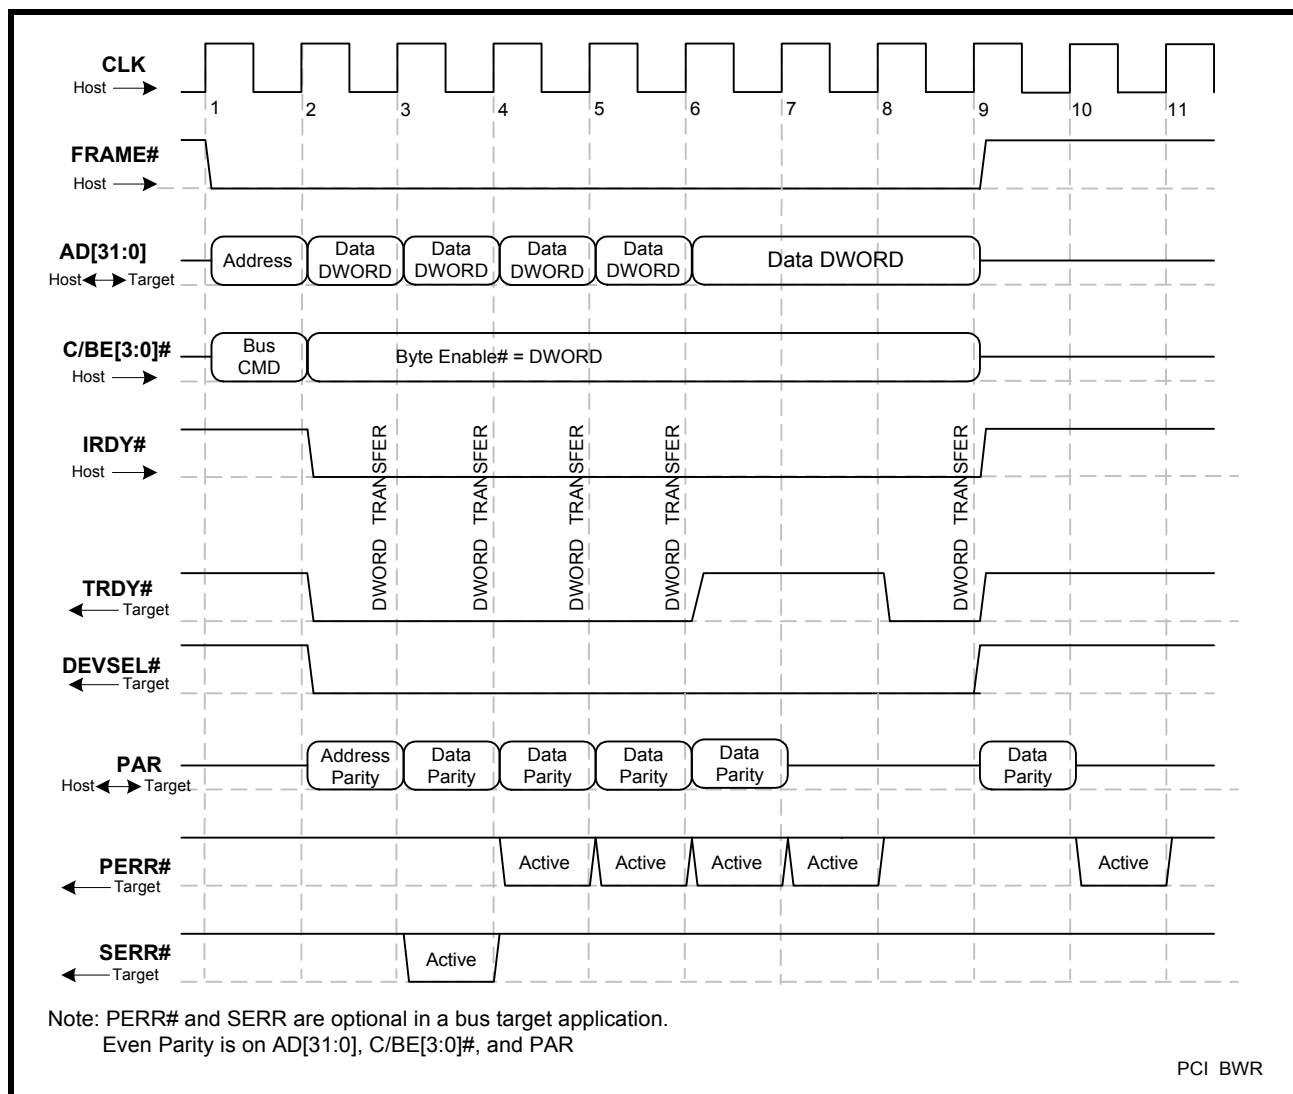 CLK
Host
1 2 3 4 5 6 7 8 9 10 11
FRAME#
Host
AD[31:0]
Host Target
Address
Data
DWORD
Data
DWORD
Data
DWORD
Data
DWORD
Data DWORD
C/BE[3:0]#
Host
Bus
CMD
Byte Enable# = DWORD
IRDY#
Host
DWORD TRANSFER
DWORD TRANSFER
DWORD TRANSFER
DWORD TRANSFER
DWORD TRANSFER
TRDY#
Target
DEVSEL#
Target
PAR
Host Target
Address
Parity
Data
Parity
Data
Parity
Data
Parity
Data
Parity
Data
Parity
PERR#
Target
Active Active Active Active Active
SERR#
Target
Active
Note: PERR# and SERR are optional in a bus target application.
Even Parity is on AD[31:0], C/BE[3:0]#, and PAR
PCI BWR